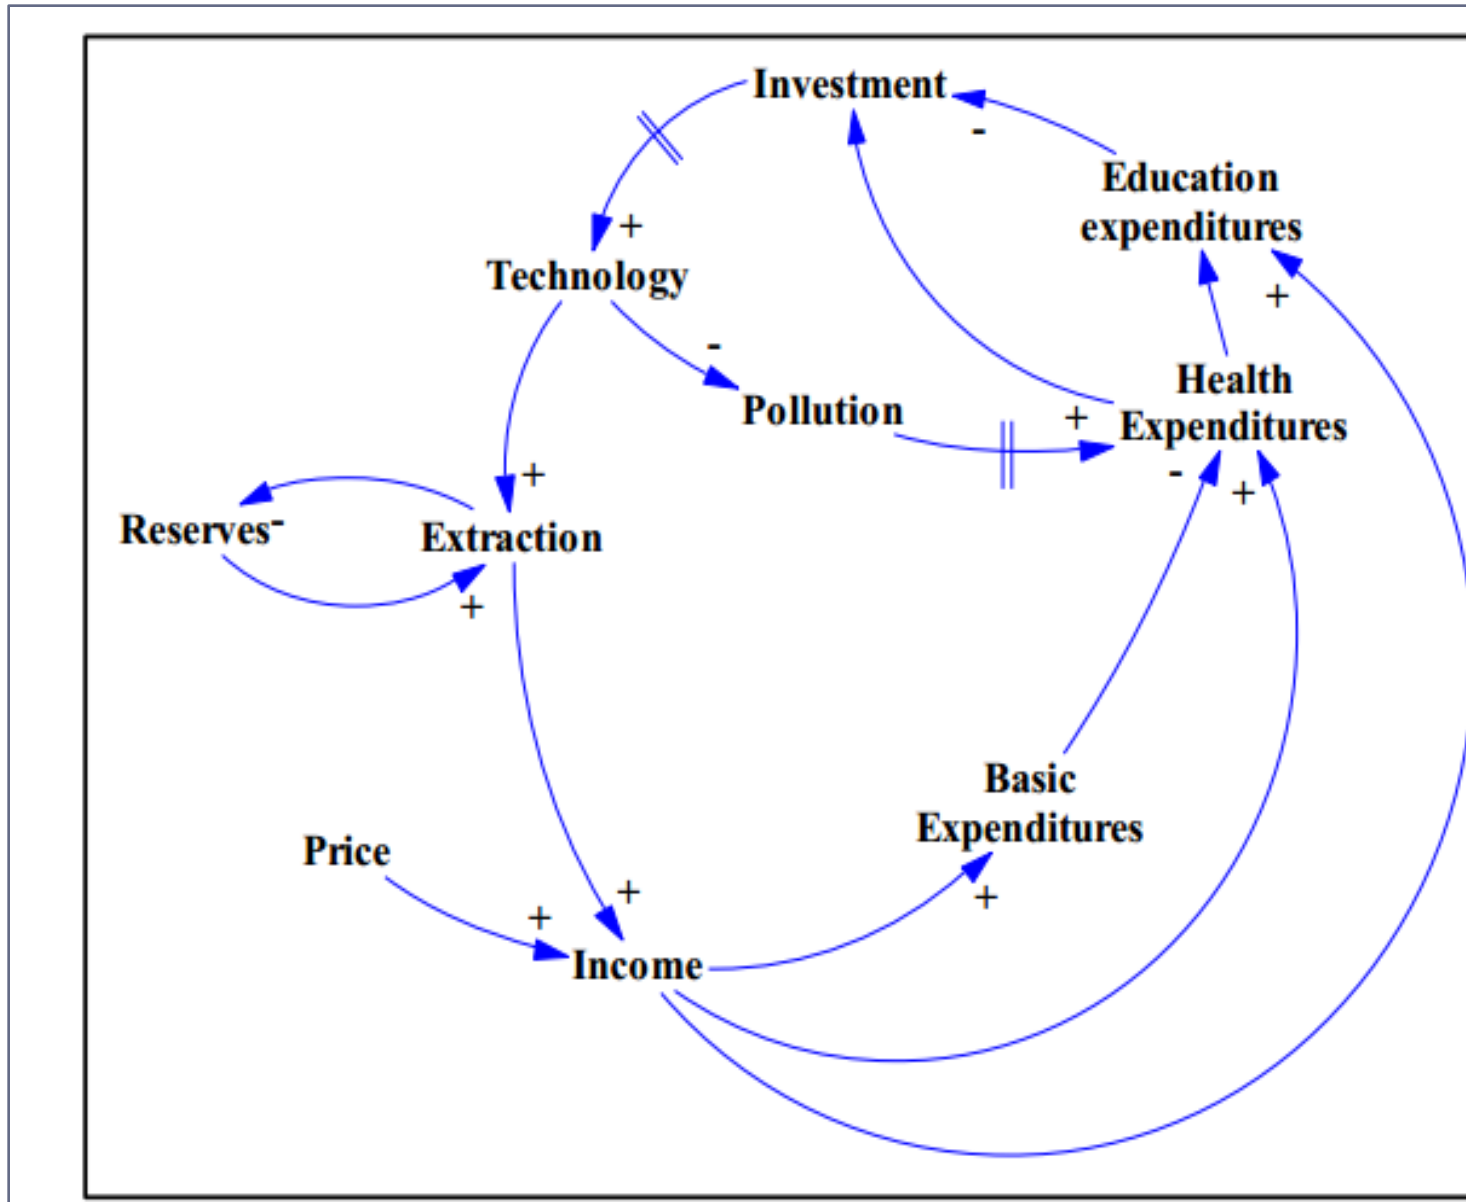 Investment
-
Education
expenditures
+
+
Technology
-
Health
Expenditures
+
Pollution
-
+
+
Reserves-
Extraction
+
Basic
Expenditures
Price
+
+
+
Income